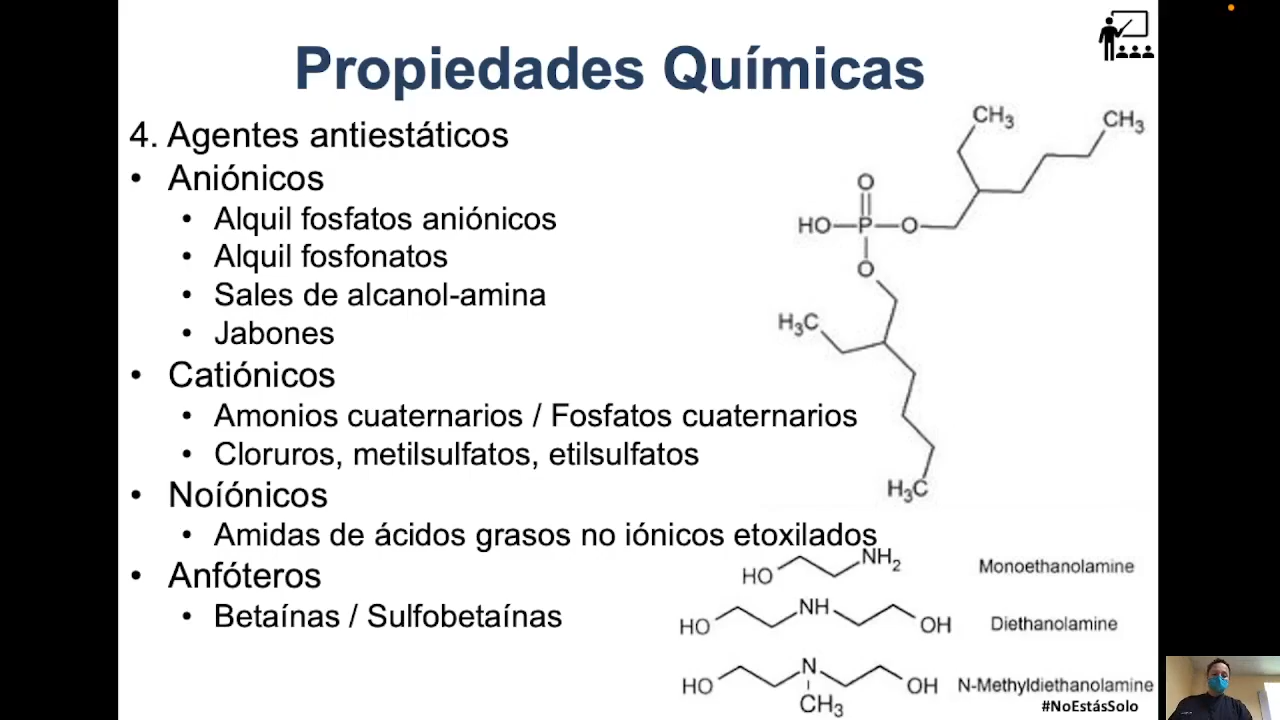 Propiedades Químicas
4. Agentes antiestáticos
• Aniónicos
• Alquil fosfatos aniónicos
• Alquil fosfonatos
• Sales de alcanol-amina
• Jabones
• Catiónicos
• Amonios cuaternarios / Fosfatos cuaternarios
• Cloruros, metilsulfatos, etilsulfatos
• Noíónicos
• Amidas de ácidos grasos no iónicos etoxilados
• Anfóteros
• Betaínas / Sulfobetaínas
CH3
CH3
O
HO P O
O
H3C
H3C
HO NH2 Monoethanolamine
HO NH OH Diethanolamine
HO N OH N-Methyldiethanolamine
CH3
#NoEstásSolo